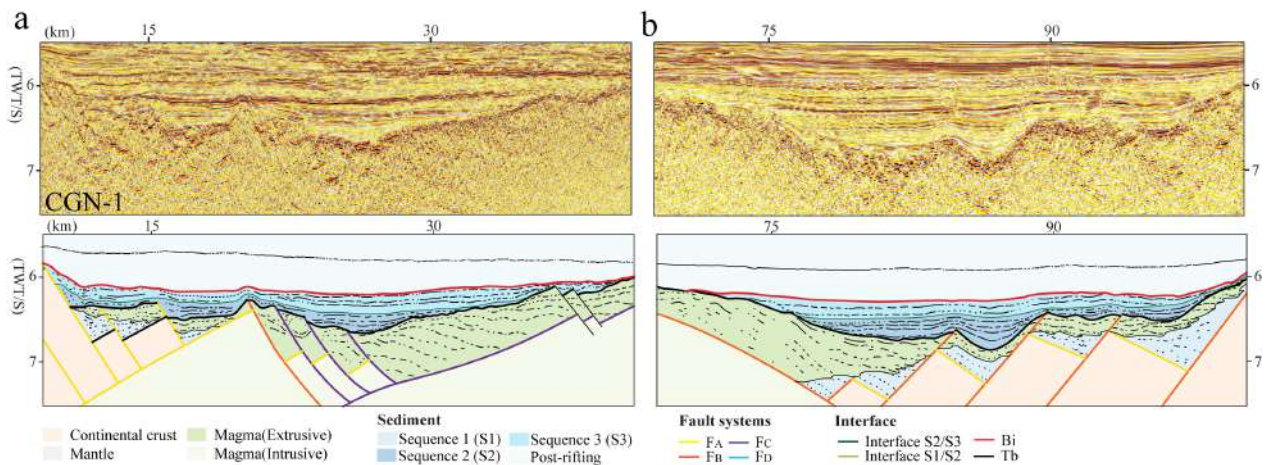 a
b
(km) 15 30
75 90
6
7
(TWT/S)
6
7
CGN-1
(km) 15 30
75 90
6
7
(TWT/S)
6
7
Continental crust
Mantle
Magma(Extrusive)
Magma(Intrusive)
Sediment
Sequence 1 (S1)
Sequence 2 (S2)
Sequence 3 (S3)
Post-rifting
Fault systems
FA
FB
FC
FD
Interface
Interface S2/S3
Interface S1/S2
Bi
Tb